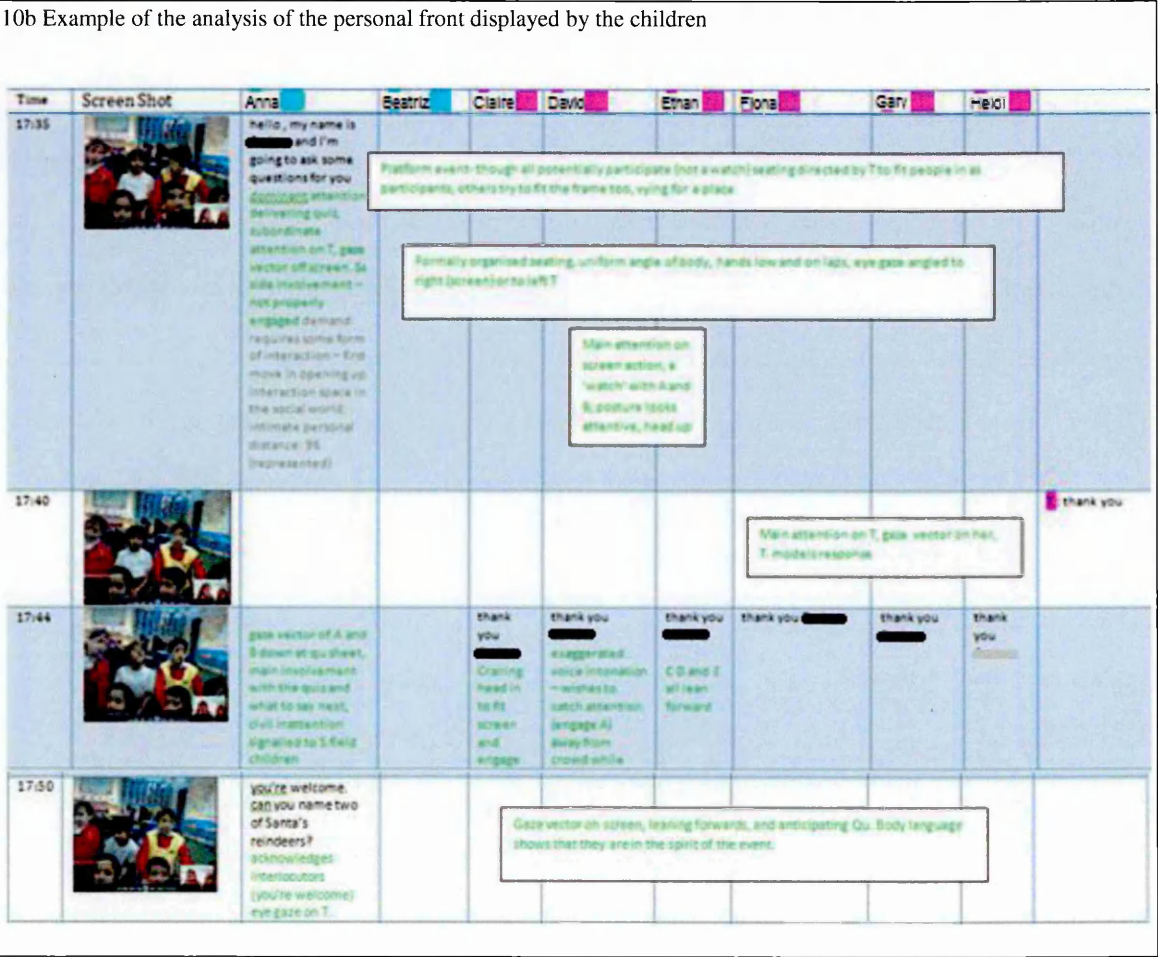 10b Example of the analysis of the personal front displayed by the children
Time Screen Shot Anna Beatriz Claire David Ethan Fiona Gary Heidi
17:35
hello, my name is
and I'm
going to ask some
questions for you
attention
delivering quiz,
subordinate
attention on T, gaze
vector off screen.
side involvement –
not properly
engaged demand
requires some form
of interaction – first
move in opening up
interaction space in
the social world;
intimate personal
distance:
(represented)
Platform event- though all potentially participate (not a watch) seating directed by T to fit people in as
participants, others try to fit the frame too, vying for a place
Formally organised seating, uniform angle of body, hands low and on laps, eye gaze angled to
right (screen) or to left T
Main attention on
screen action, a
'watch' with A and
B; posture looks
attentive, head up
17:40
Main attention on T, gaze vector on her,
T models response
thank you
17:44
gaze vector of A and
B down at qu sheet,
main involvement
with the quiz and
what to say next,
civil inattention
signalled to
children
thank
you
Craning
head in
to fit
screen
and
engage
thank you
exaggerated
voice intonation
– wishes to
catch attention
(engage A)
away from
crowd while
thank you
C D and E
all lean
forward
thank you
thank you
thank
you
17:50
you're welcome.
can you name two
of Santa's
reindeers?
acknowledges
interlocutors
(you're welcome)
eye gaze on T.
Gaze vector on screen, leaning forwards, and anticipating Qu. Body language
shows that they are in the spirit of the event.